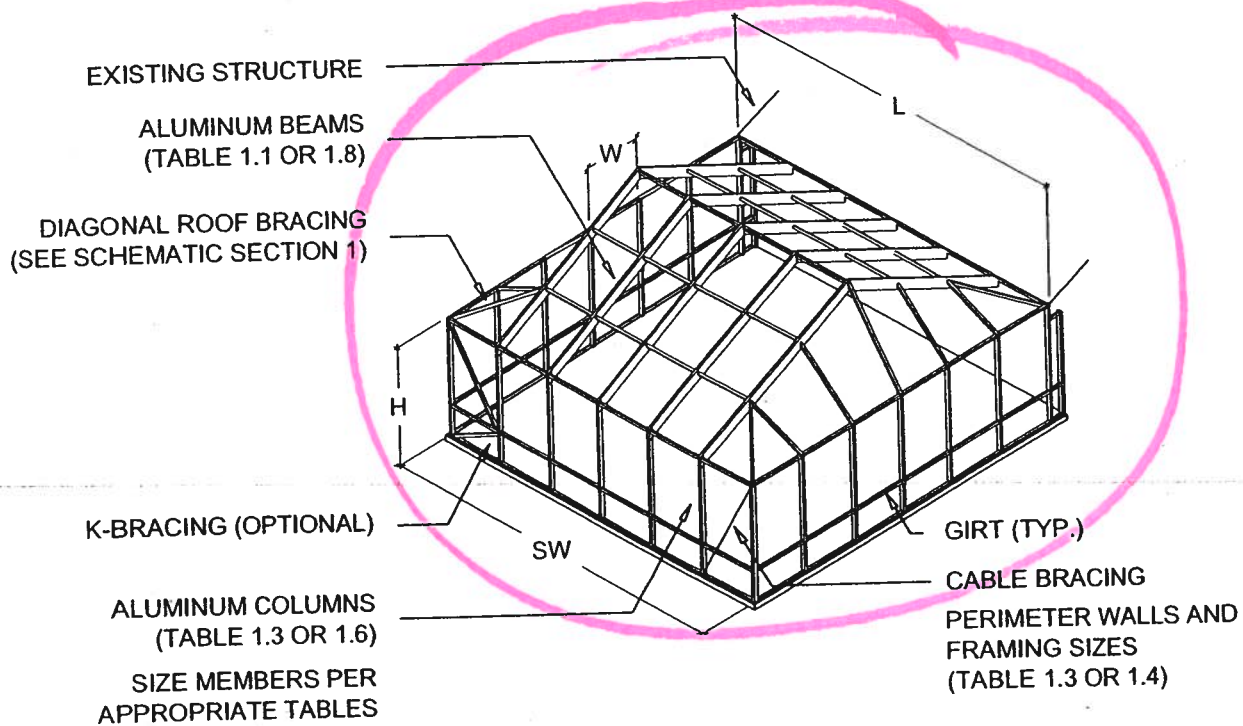 EXISTING STRUCTURE
ALUMINUM BEAMS
(TABLE 1.1 OR 1.8)
DIAGONAL ROOF BRACING
(SEE SCHEMATIC SECTION 1)
W
L
H
SW
K-BRACING (OPTIONAL)
ALUMINUM COLUMNS
(TABLE 1.3 OR 1.6)
SIZE MEMBERS PER
APPROPRIATE TABLES
GIRT (TYP.)
CABLE BRACING
PERIMETER WALLS AND
FRAMING SIZES
(TABLE 1.3 OR 1.4)